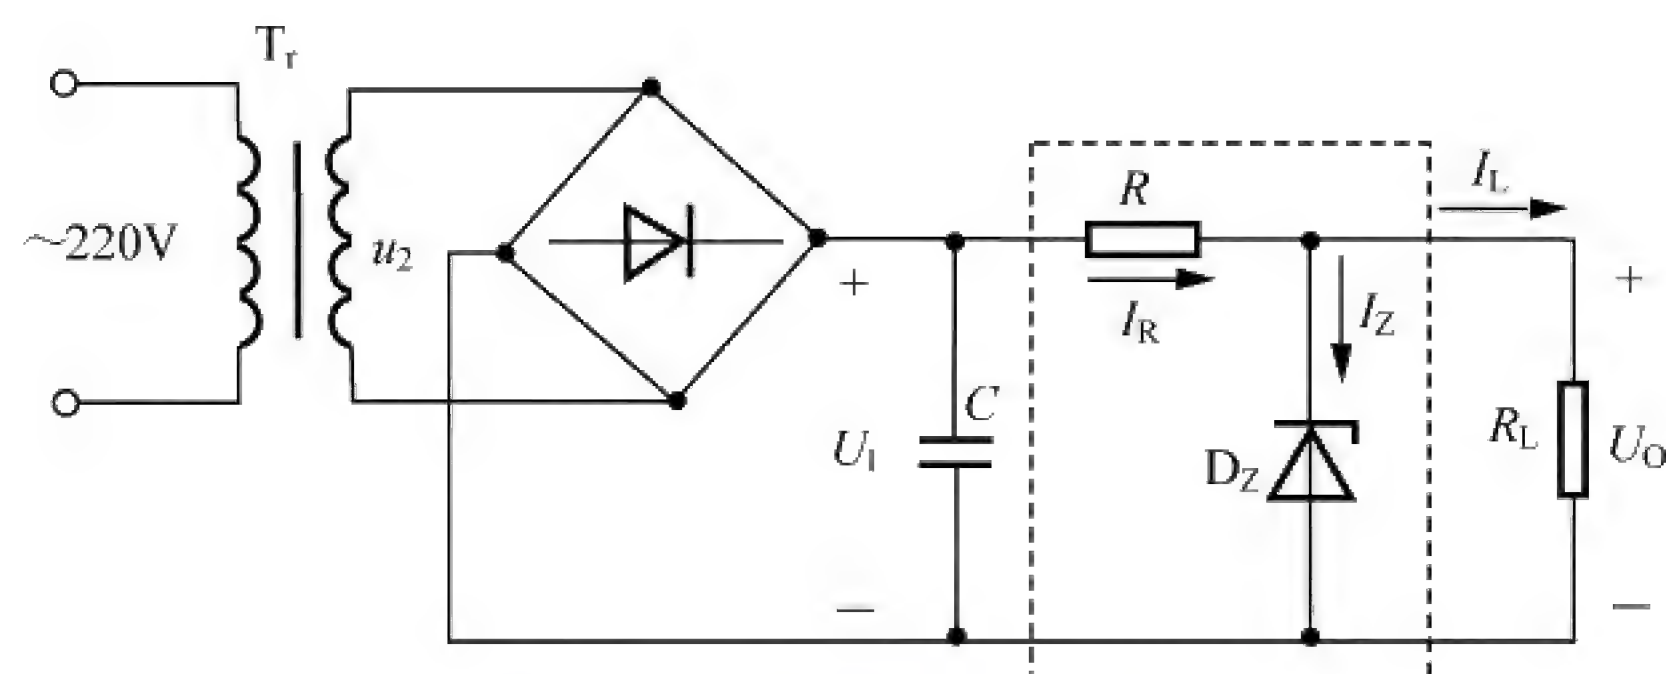 Tr
~220V
u2
+
UI
−
C
R
IR
IZ
DZ
IL
+
RL
UO
−